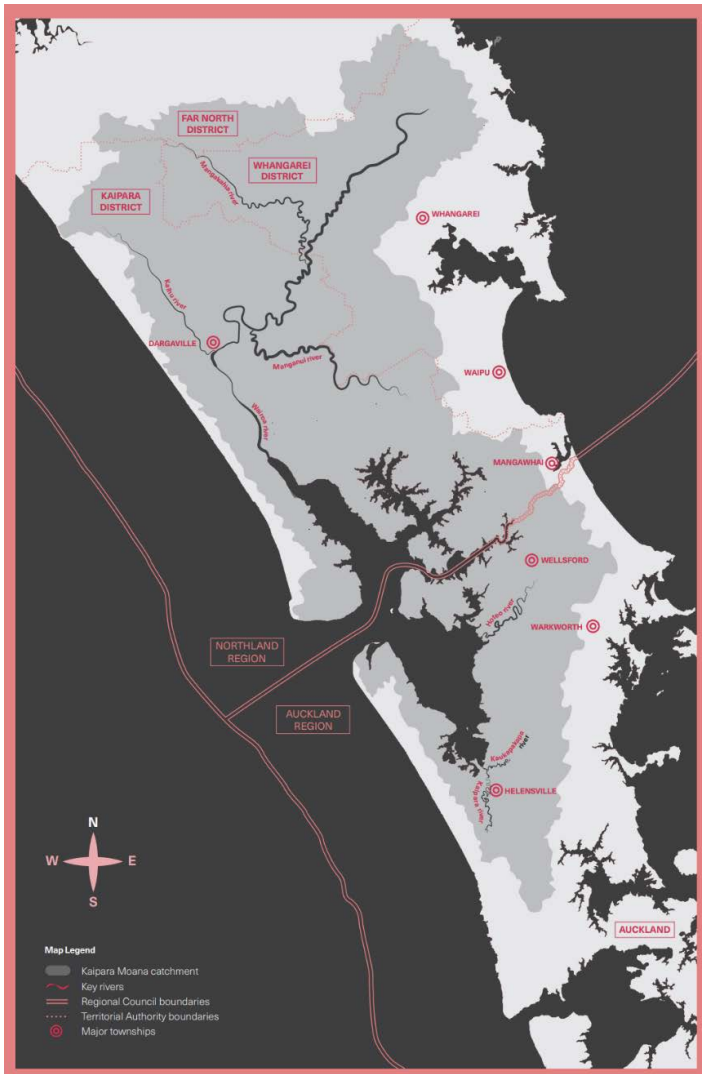 FAR NORTH
DISTRICT
WHANGAREI
DISTRICT
Mangakahia river
KAIPARA
DISTRICT
WHANGAREI
Kaihu river
DARGAVILLE
Manganui river
WAIPU
Wairoa river
MANGAWHAI
WELLSFORD
Hoteo river
WARKWORTH
NORTHLAND
REGION
AUCKLAND
REGION
Kaukapakapa
river
HELENSVILLE
Kaipara river
N
W
E
S
AUCKLAND
Map Legend
Kaipara Moana catchment
Key rivers
Regional Council boundaries
Territorial Authority boundaries
Major townships